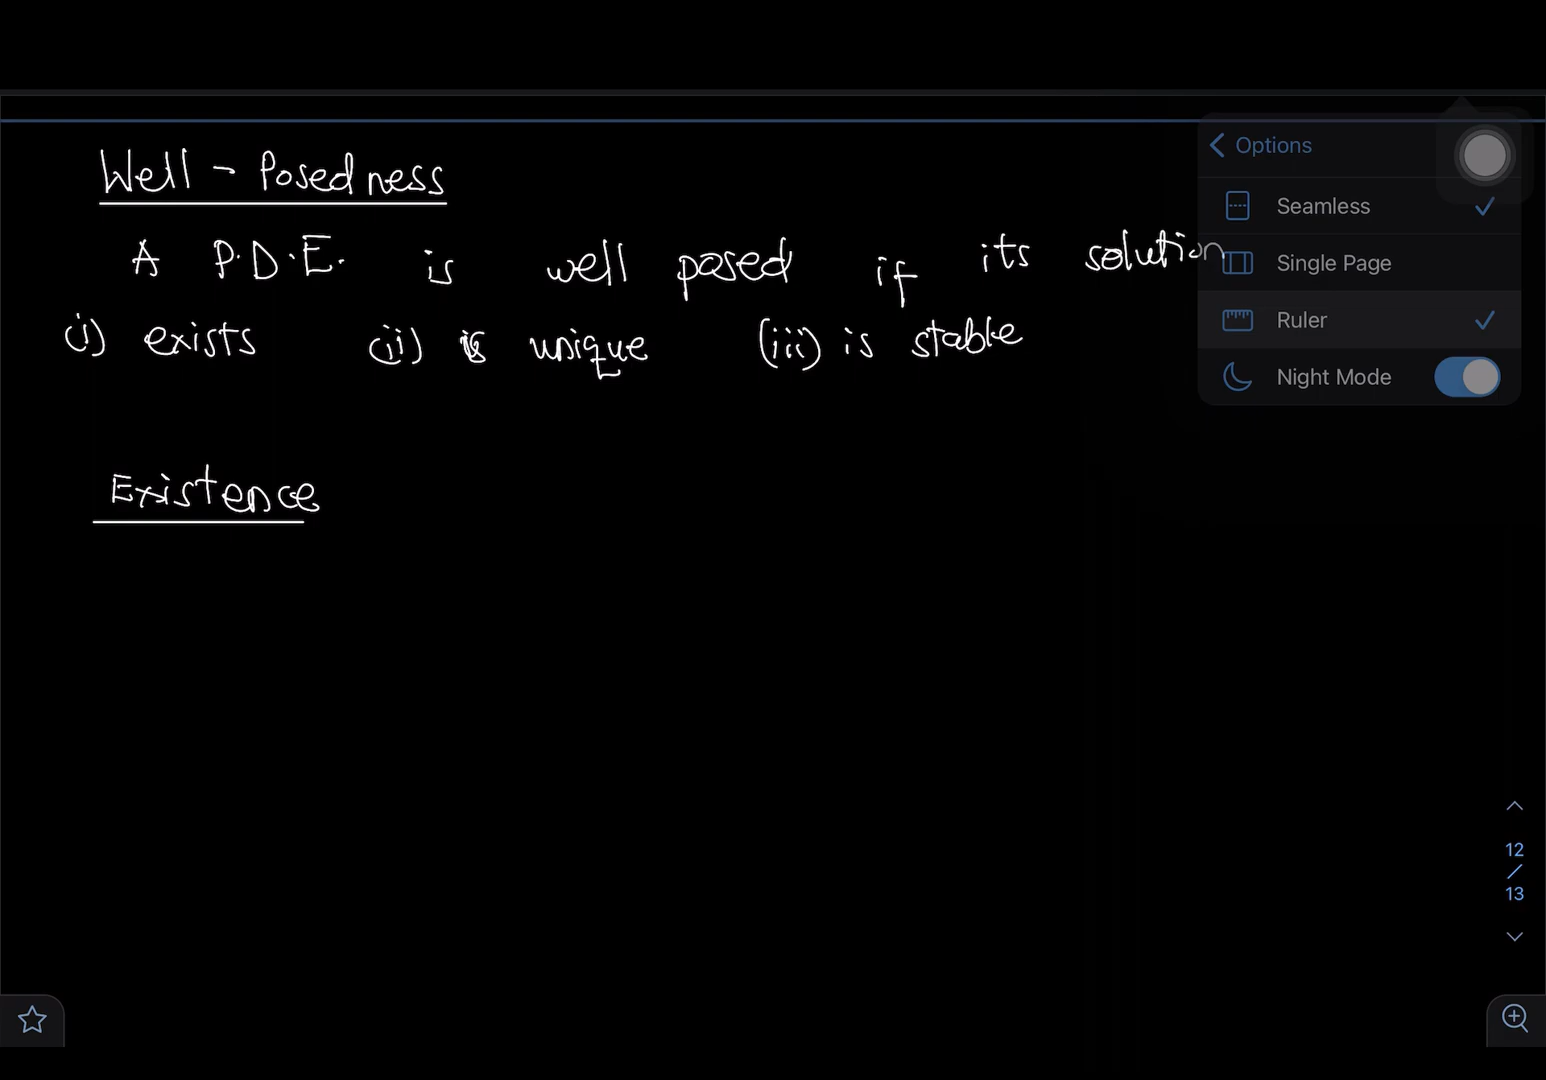 Well - Posedness
A P.D.E. is well posed if its solution
(i) exists (ii) is unique (iii) is stable
Existence
Options
Seamless
Single Page
Ruler
Night Mode
12
/
13